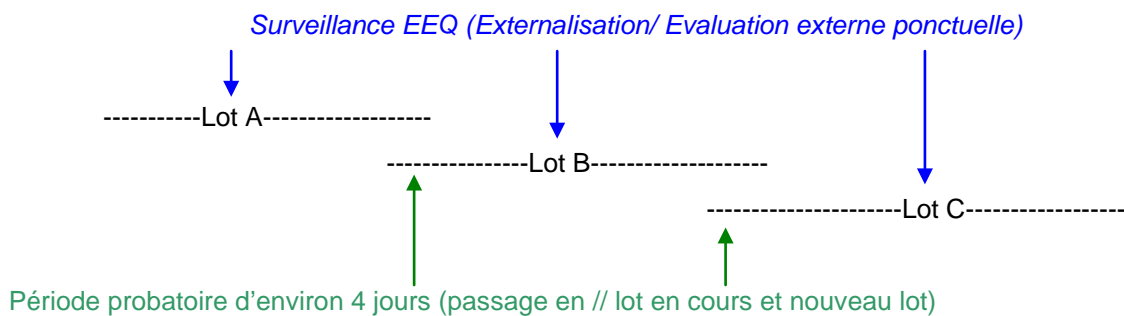 Surveillance EEQ (Externalisation/ Evaluation externe ponctuelle)
-----------Lot A-------------------
----------------Lot B--------------------
----------------------Lot C------------------
Période probatoire d'environ 4 jours (passage en // lot en cours et nouveau lot)